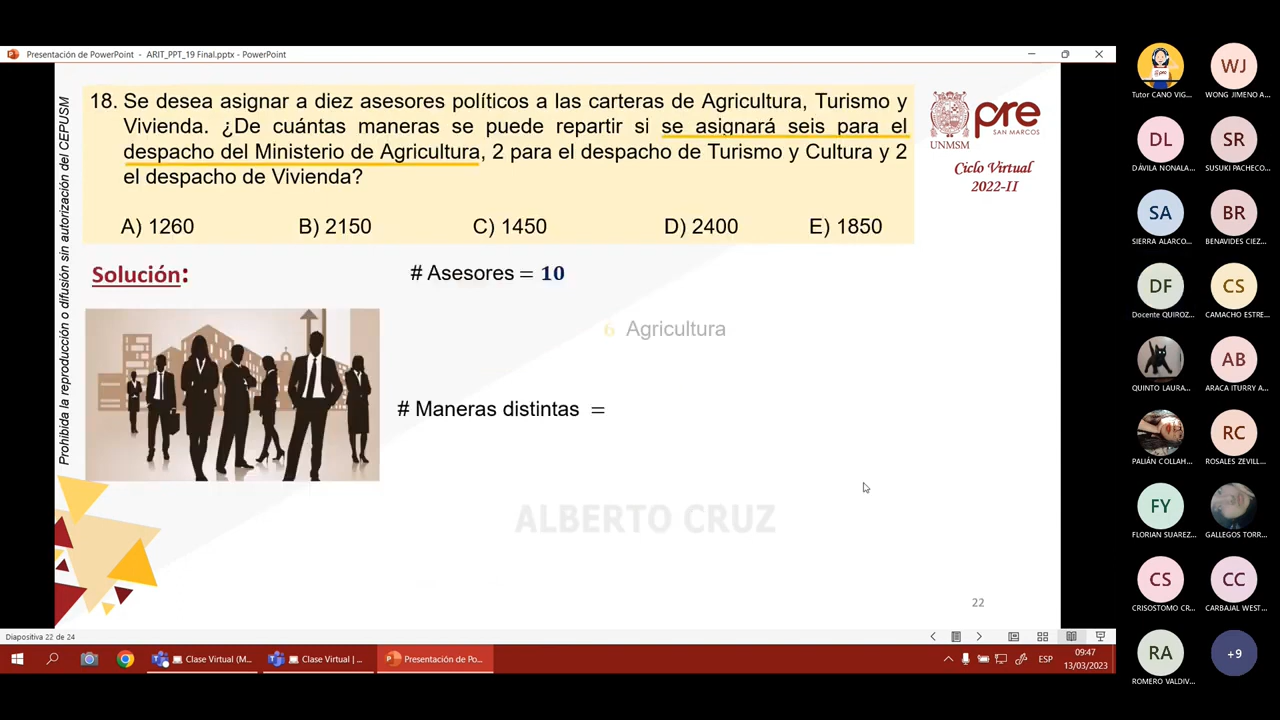 Presentación de PowerPoint - ARIT_PPT_19 Final.pptx - PowerPoint
Prohibida la reproducción o difusión sin autorización del CEPUSM
18. Se desea asignar a diez asesores políticos a las carteras de Agricultura, Turismo y
Vivienda. ¿De cuántas maneras se puede repartir si se asignará seis para el
despacho del Ministerio de Agricultura, 2 para el despacho de Turismo y Cultura y 2
el despacho de Vivienda?
A) 1260 B) 2150 C) 1450 D) 2400 E) 1850
UNMSM
pre
SAN MARCOS
Ciclo Virtual
2022-II
Solución:
# Asesores = 10
6 Agricultura
# Maneras distintas =
ALBERTO CRUZ
22
Diapositiva 22 de 24
Clase Virtual (M...
Clase Virtual | ...
Presentación de Po...
ESP
09:47
13/03/2023
Tutor CANO VIG...
WJ
WONG JIMENO A...
DL
DÁVILA NONALA...
SR
SUSUKI PACHECO...
SA
SIERRA ALARCO...
BR
BENAVIDES CIEZ...
DF
Docente QUIROZ...
CS
CAMACHO ESTRE...
QUINTO LAURA...
AB
ARACA ITURRY A...
PALIÁN COLLAH...
RC
ROSALES ZEVILL...
FY
FLORIAN SUAREZ...
GALLEGOS TORR...
CS
CRISOSTOMO CR...
CC
CARBAJAL WEST...
RA
ROMERO VALDIV...
+9